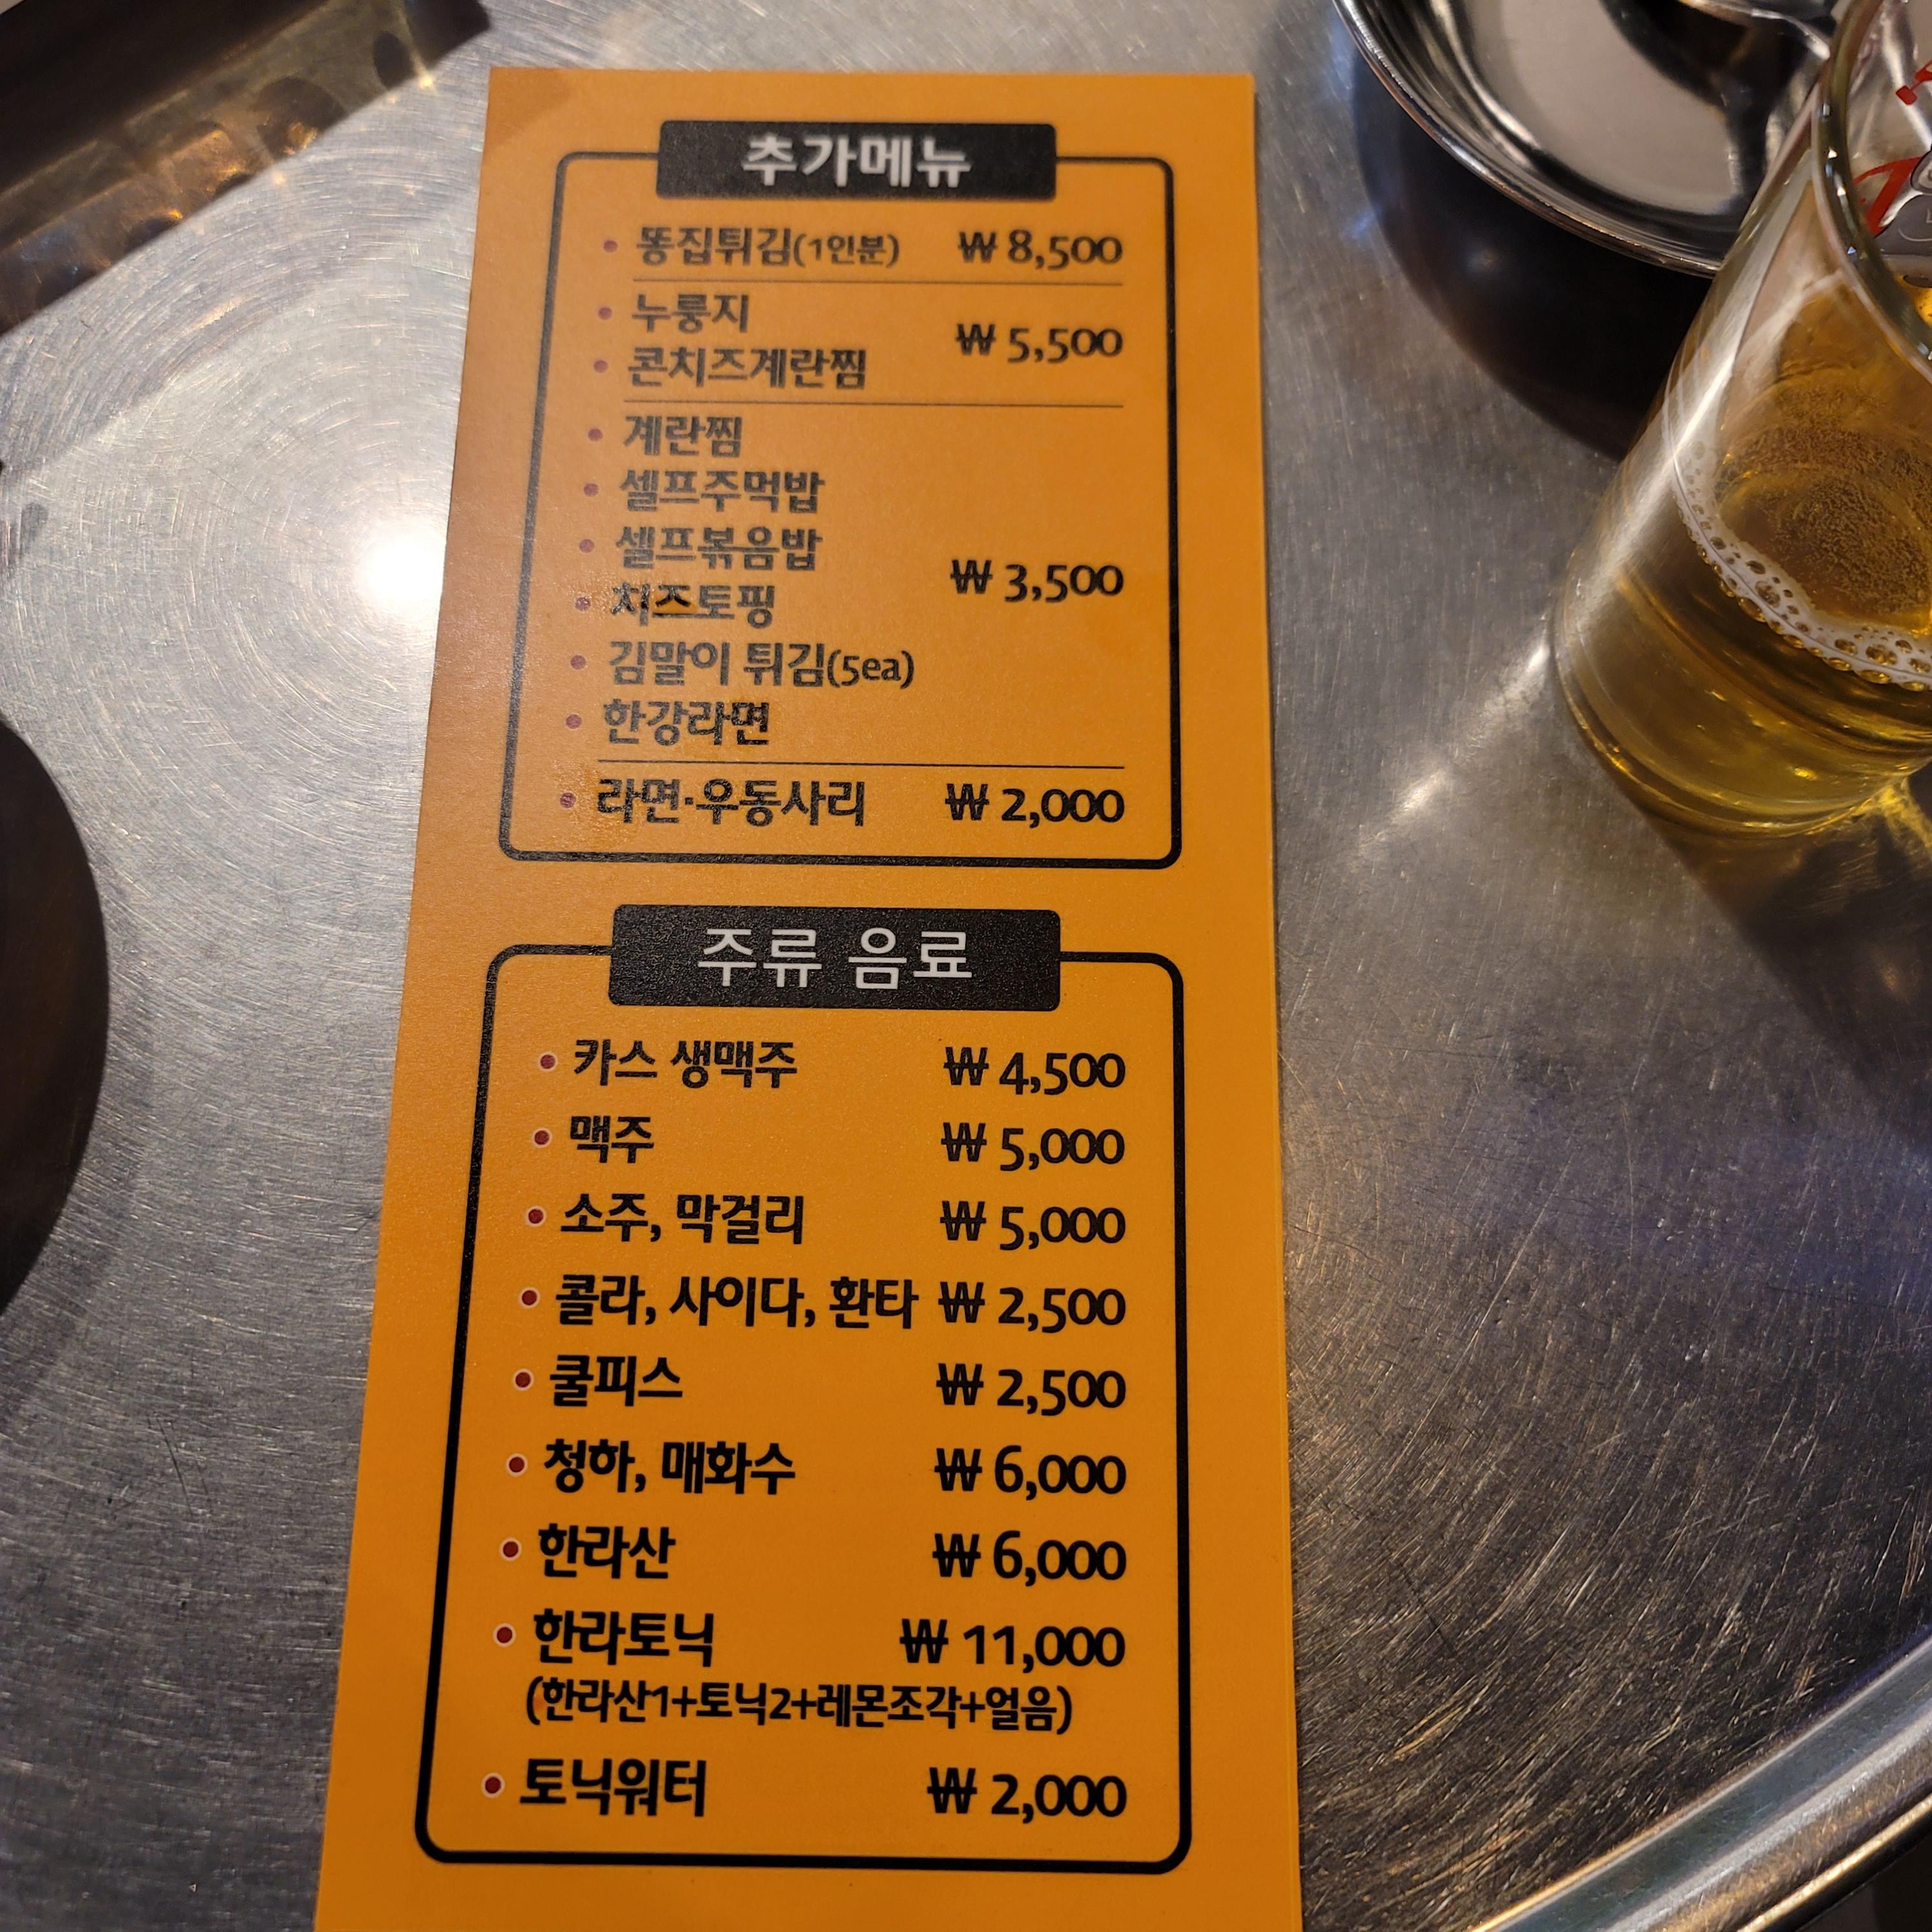 추가메뉴
똥집튀김(1인분) ₩ 8,500
누룽지
₩ 5,500
콘치즈계란찜
계란찜
셀프주먹밥
셀프볶음밥
₩ 3,500
치즈토핑
김말이 튀김(5ea)
한강라면
라면·우동사리 ₩ 2,000
주류 음료
카스 생맥주 ₩ 4,500
맥주 ₩ 5,000
소주, 막걸리 ₩ 5,000
콜라, 사이다, 환타 ₩ 2,500
쿨피스 ₩ 2,500
청하, 매화수 ₩ 6,000
한라산 ₩ 6,000
한라토닉 ₩ 11,000
(한라산1+토닉2+레몬조각+얼음)
토닉워터 ₩ 2,000